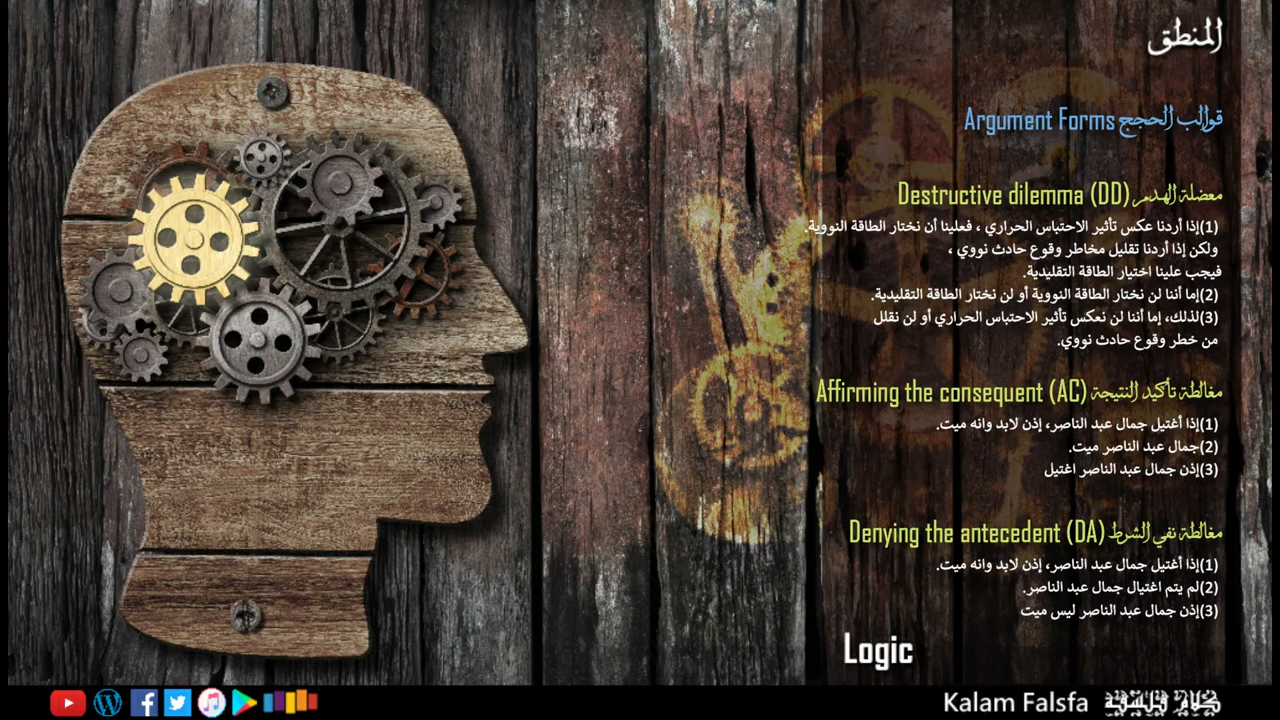 المنطق
قوالب الحجج Argument Forms
معضلة الهدم Destructive dilemma (DD)
(1)إذا أردنا عكس تأثير الاحتباس الحراري ، فعلينا أن نختار الطاقة النووية.
ولكن إذا أردنا تقليل مخاطر وقوع حادث نووي ،
فيجب علينا اختيار الطاقة التقليدية.
(2)إما أننا لن نختار الطاقة النووية أو لن نختار الطاقة التقليدية.
(3)لذلك، إما أننا لن نعكس تأثير الاحتباس الحراري أو لن نقلل
من خطر وقوع حادث نووي.
مغالطة تأكيد النتيجة Affirming the consequent (AC)
(1)إذا أغتيل جمال عبد الناصر، إذن لابد وانه ميت.
(2)جمال عبد الناصر ميت.
(3)إذن جمال عبد الناصر اغتيل
مغالطة نفي الشرط Denying the antecedent (DA)
(1)إذا أغتيل جمال عبد الناصر، إذن لابد وانه ميت.
(2)لم يتم اغتيال جمال عبد الناصر.
(3)إذن جمال عبد الناصر ليس ميت
Logic
Kalam Falsfa كلام فلسفة